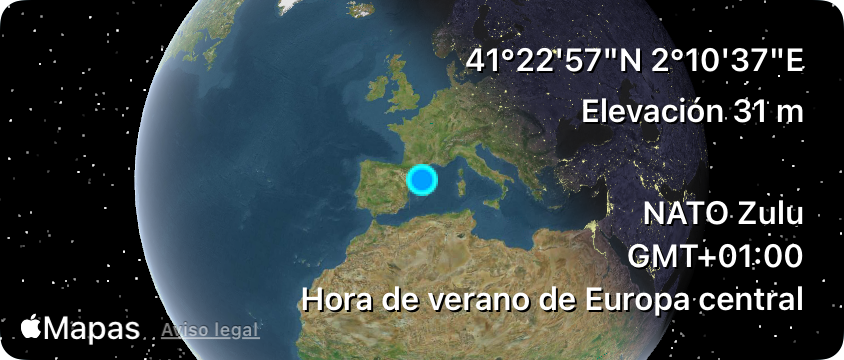 41°22'57"N 2°10'37"E
Elevación 31 m
NATO Zulu
GMT+01:00
Hora de verano de Europa central
Mapas Aviso legal